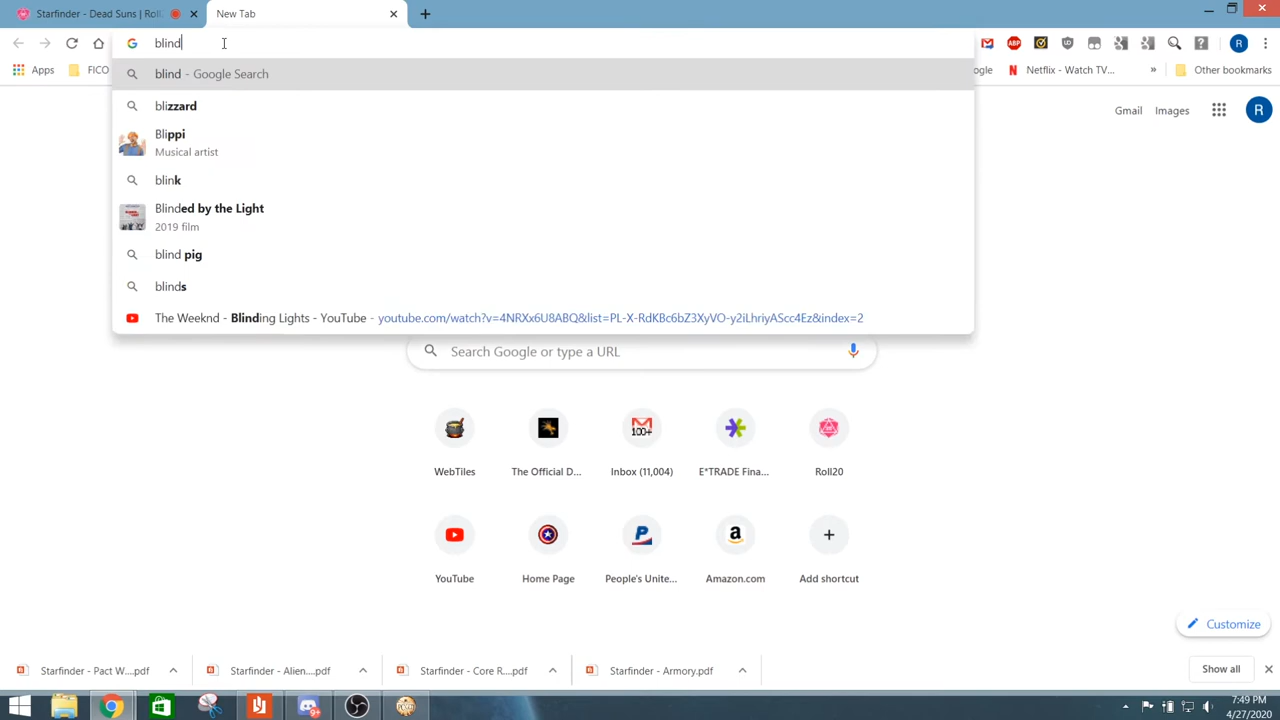 Starfinder - Dead Suns | Roll
New Tab
blind
Apps
FICO
ogle
Netflix - Watch TV...
»
Other bookmarks
blind - Google Search
blizzard
Blippi
Musical artist
blink
Blinded by the Light
2019 film
blind pig
blinds
The Weeknd - Blinding Lights - YouTube - youtube.com/watch?v=4NRXx6U8ABQ&list=PL-X-RdKBc6bZ3XyVO-y2iLhriyAScc4Ez&index=2
Gmail
Images
R
R
ABP
Search Google or type a URL
100+
WebTiles
The Official D...
Inbox (11,004)
E*TRADE Fina...
Roll20
YouTube
Home Page
People's Unite...
Amazon.com
Add shortcut
Customize
Starfinder - Pact W....pdf
Starfinder - Alien....pdf
Starfinder - Core R....pdf
Starfinder - Armory.pdf
Show all
7:49 PM
4/27/2020